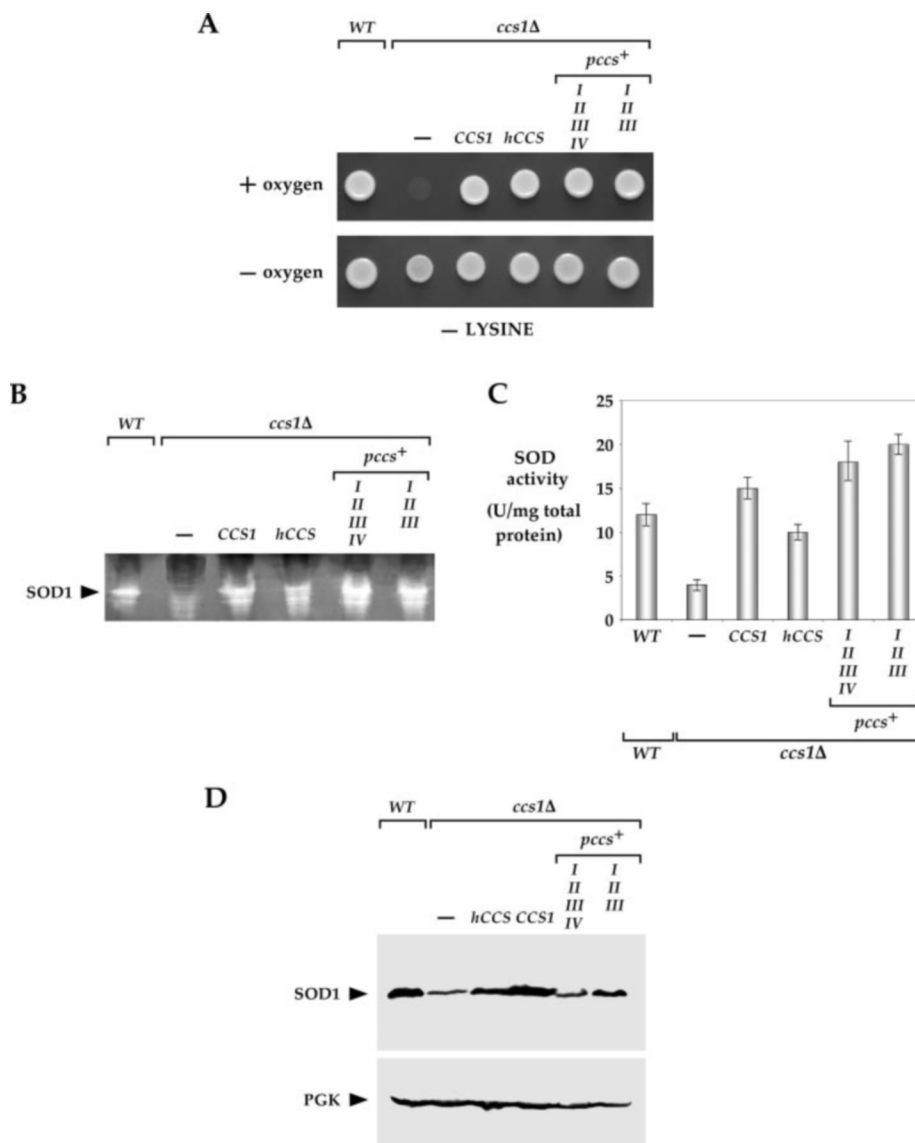 A
WT
ccs1Δ
pccs⁺
I I
II II
III III
— CCS1 hCCS IV
+ oxygen
— oxygen
— LYSINE
B
WT
ccs1Δ
pccs⁺
I I
II II
III III
— CCS1 hCCS IV
SOD1
C
SOD
activity
(U/mg total
protein)
25
20
15
10
5
0
WT — CCS1 hCCS I I
II II
III III
IV
pccs⁺
WT ccs1Δ
D
WT
ccs1Δ
pccs⁺
I I
II II
III III
— hCCS CCS1 IV
SOD1
PGK